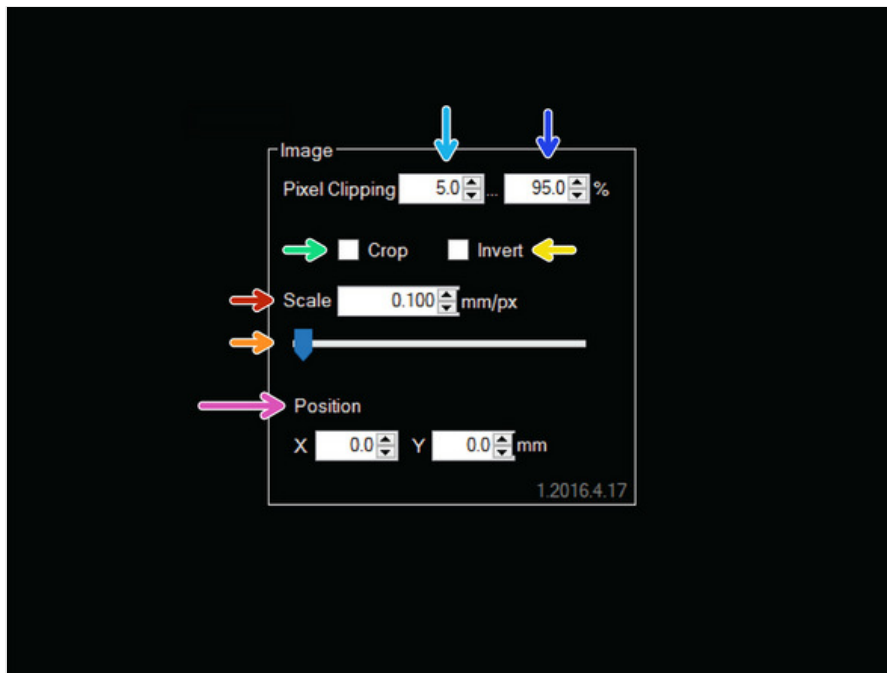 Image
Pixel Clipping 5.0 ... 95.0 %
Crop Invert
Scale 0.100 mm/px
Position
X 0.0 Y 0.0 mm
1.2016.4.17